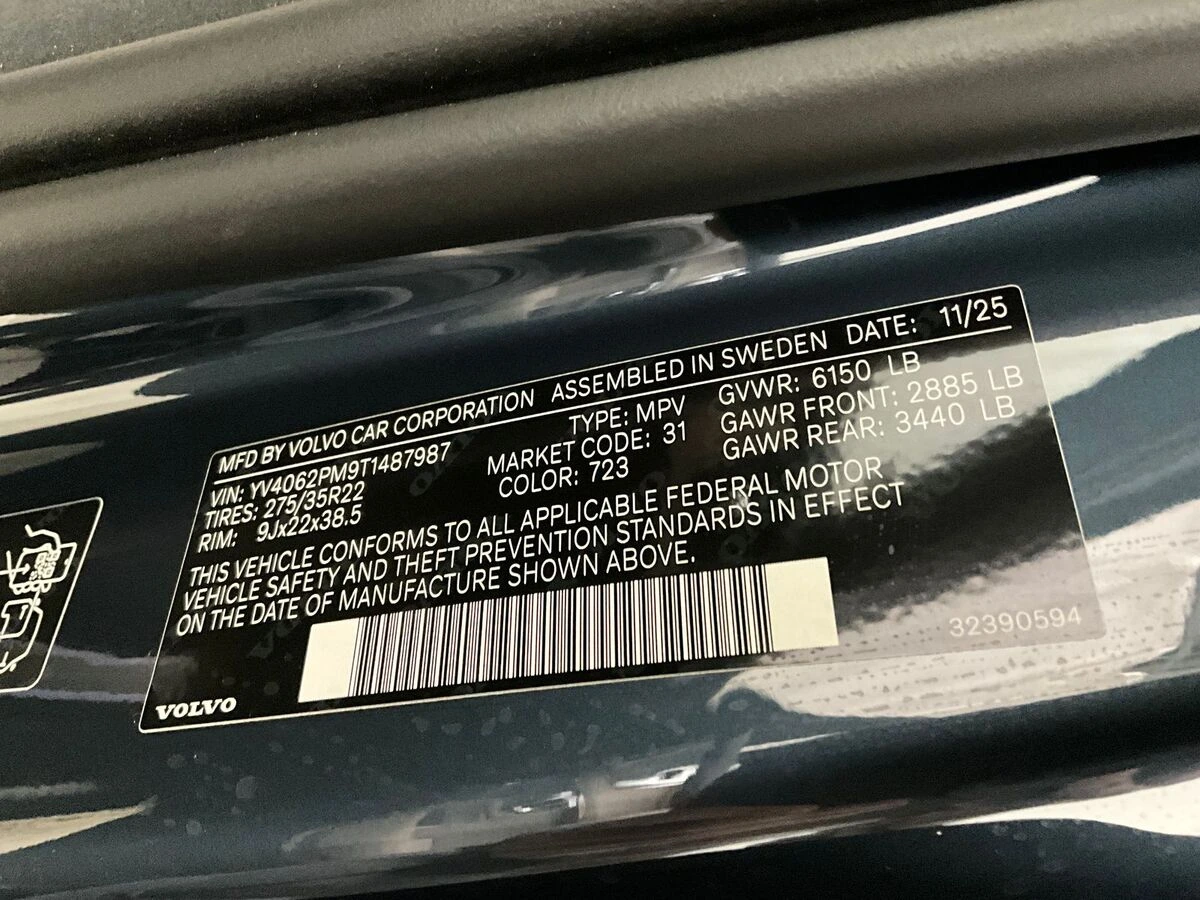 MFD BY VOLVO CAR CORPORATION ASSEMBLED IN SWEDEN DATE: 11/25
VIN: YV4062PM9T1487987 TYPE: MPV GVWR: 6150 LB
TIRES: 275/35R22 MARKET CODE: 31 GAWR FRONT: 2885 LB
RIM: 9Jx22x38.5 COLOR: 723 GAWR REAR: 3440 LB
THIS VEHICLE CONFORMS TO ALL APPLICABLE FEDERAL MOTOR
VEHICLE SAFETY AND THEFT PREVENTION STANDARDS IN EFFECT
ON THE DATE OF MANUFACTURE SHOWN ABOVE.
VOLVO
32390594